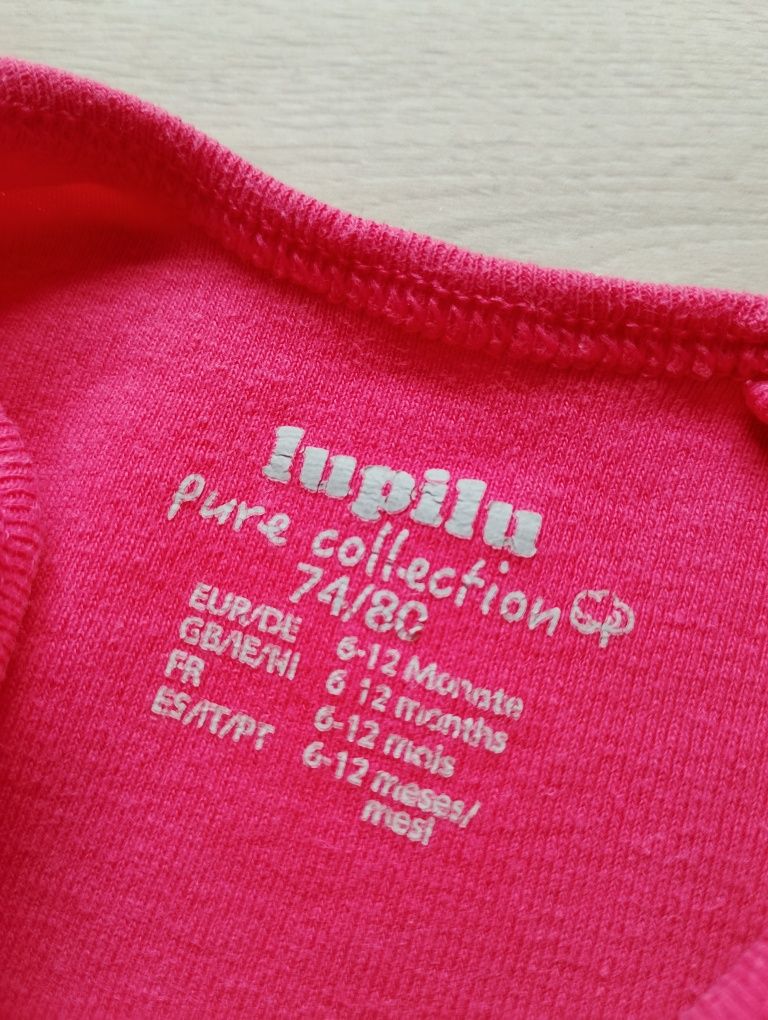 lupilu
pure collection
74/80
EUR/DE 6-12 Monate
GB/IE/NI 6-12 months
FR 6-12 mois
ES/IT/PT 6-12 meses/
mesi